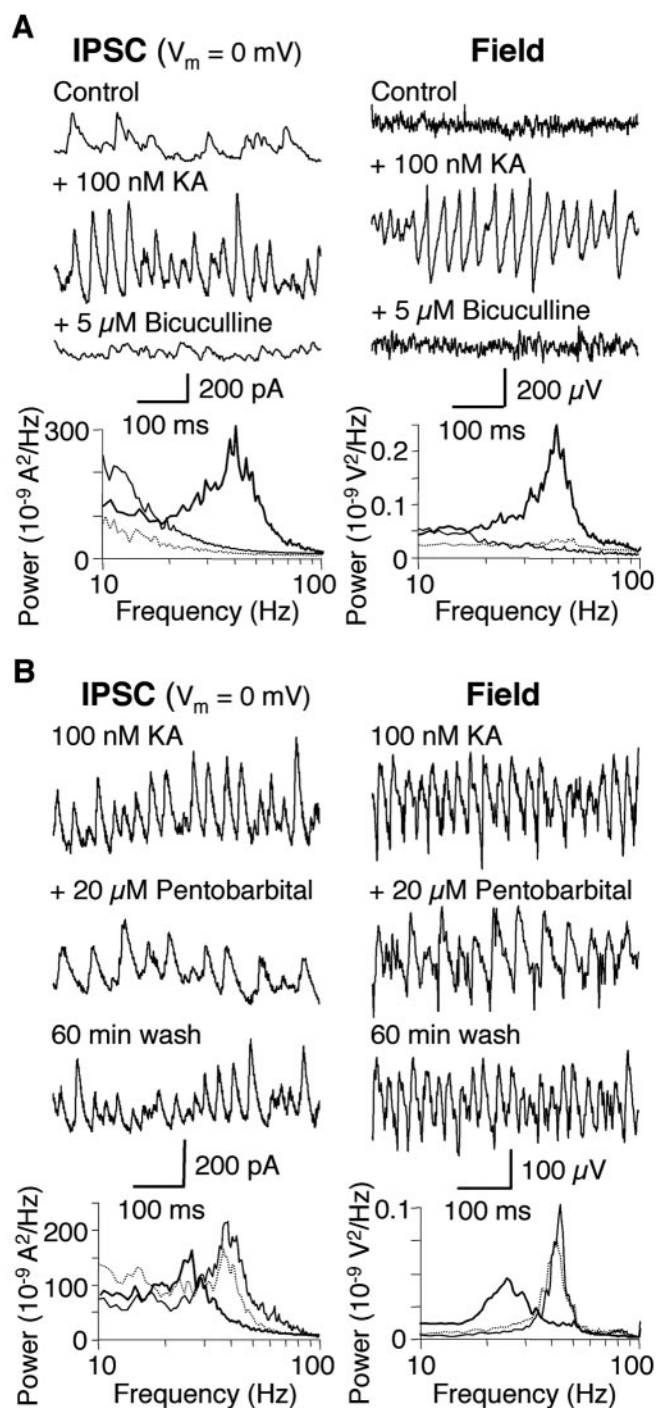 A
IPSC (Vm = 0 mV) Field
Control Control
+ 100 nM KA + 100 nM KA
+ 5 µM Bicuculline + 5 µM Bicuculline
200 pA 200 µV
100 ms 100 ms
300 0.2
0.1
0 0
10 100 10 100
Power (10⁻⁹ A²/Hz) Power (10⁻⁹ V²/Hz)
Frequency (Hz) Frequency (Hz)
B
IPSC (Vm = 0 mV) Field
100 nM KA 100 nM KA
+ 20 µM Pentobarbital + 20 µM Pentobarbital
60 min wash 60 min wash
200 pA 100 µV
100 ms 100 ms
200 0.1
100
0 0
10 100 10 100
Power (10⁻⁹ A²/Hz) Power (10⁻⁹ V²/Hz)
Frequency (Hz) Frequency (Hz)